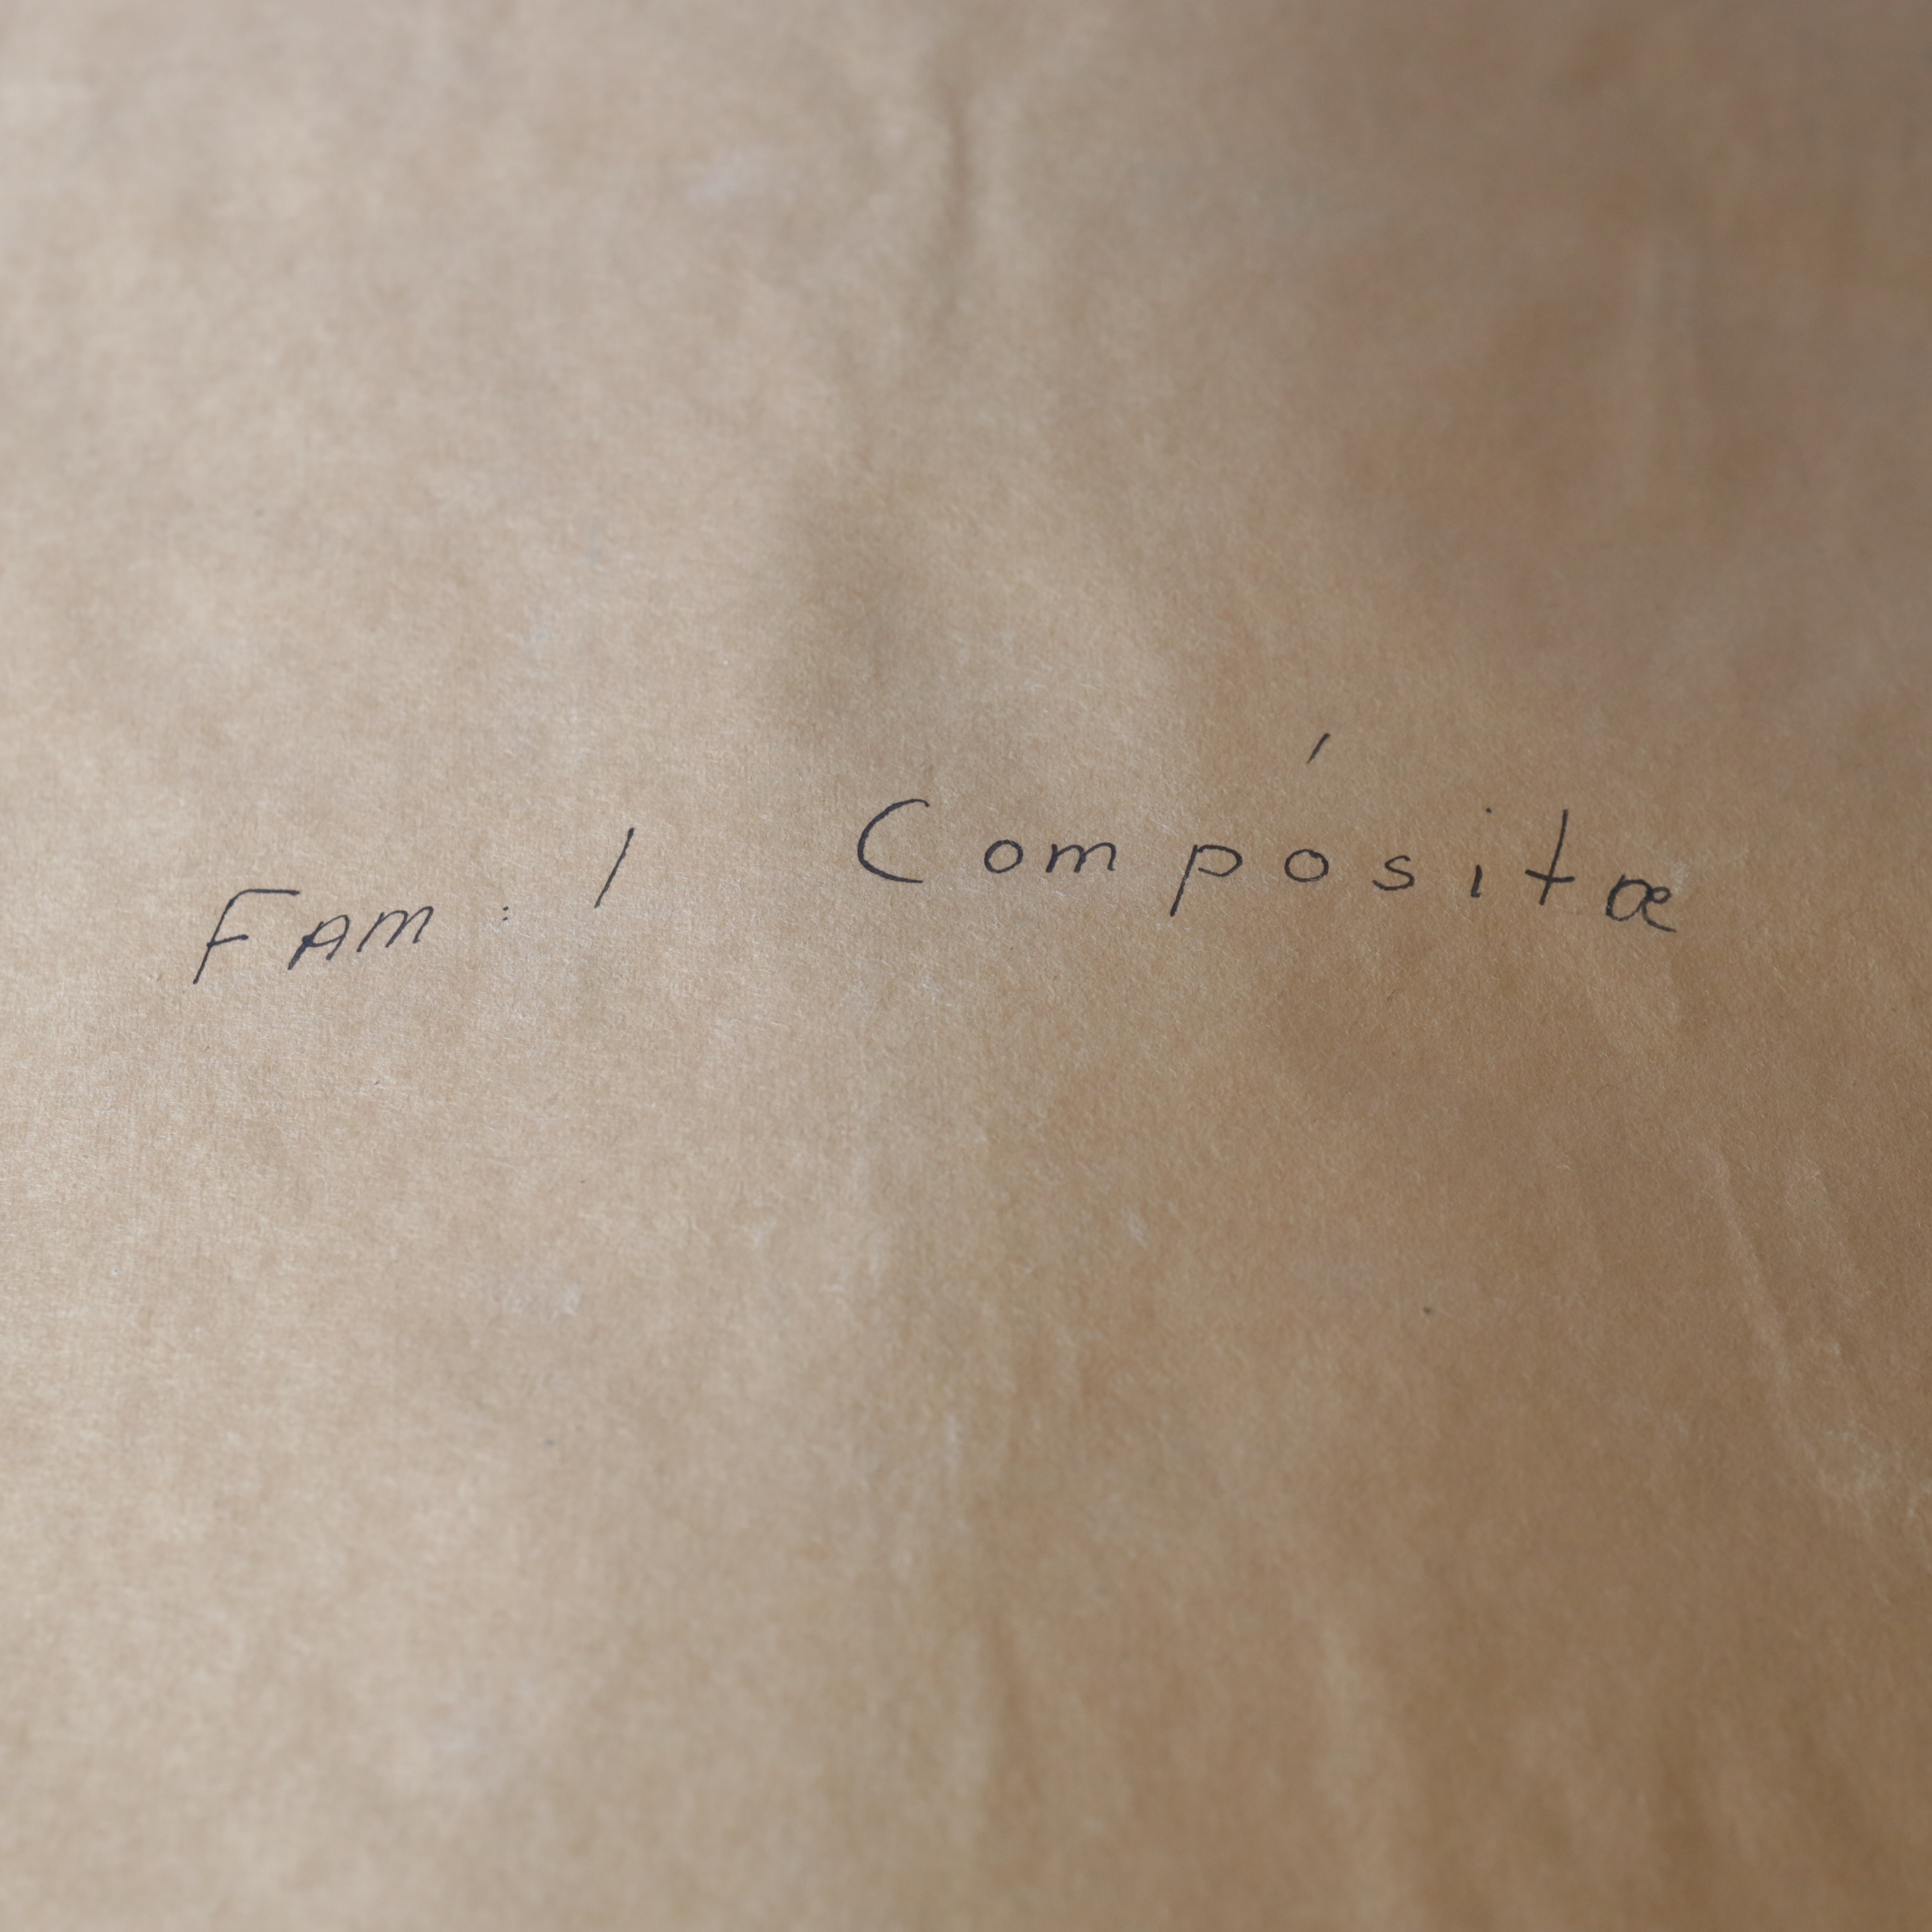 Fam : / Compósitæ